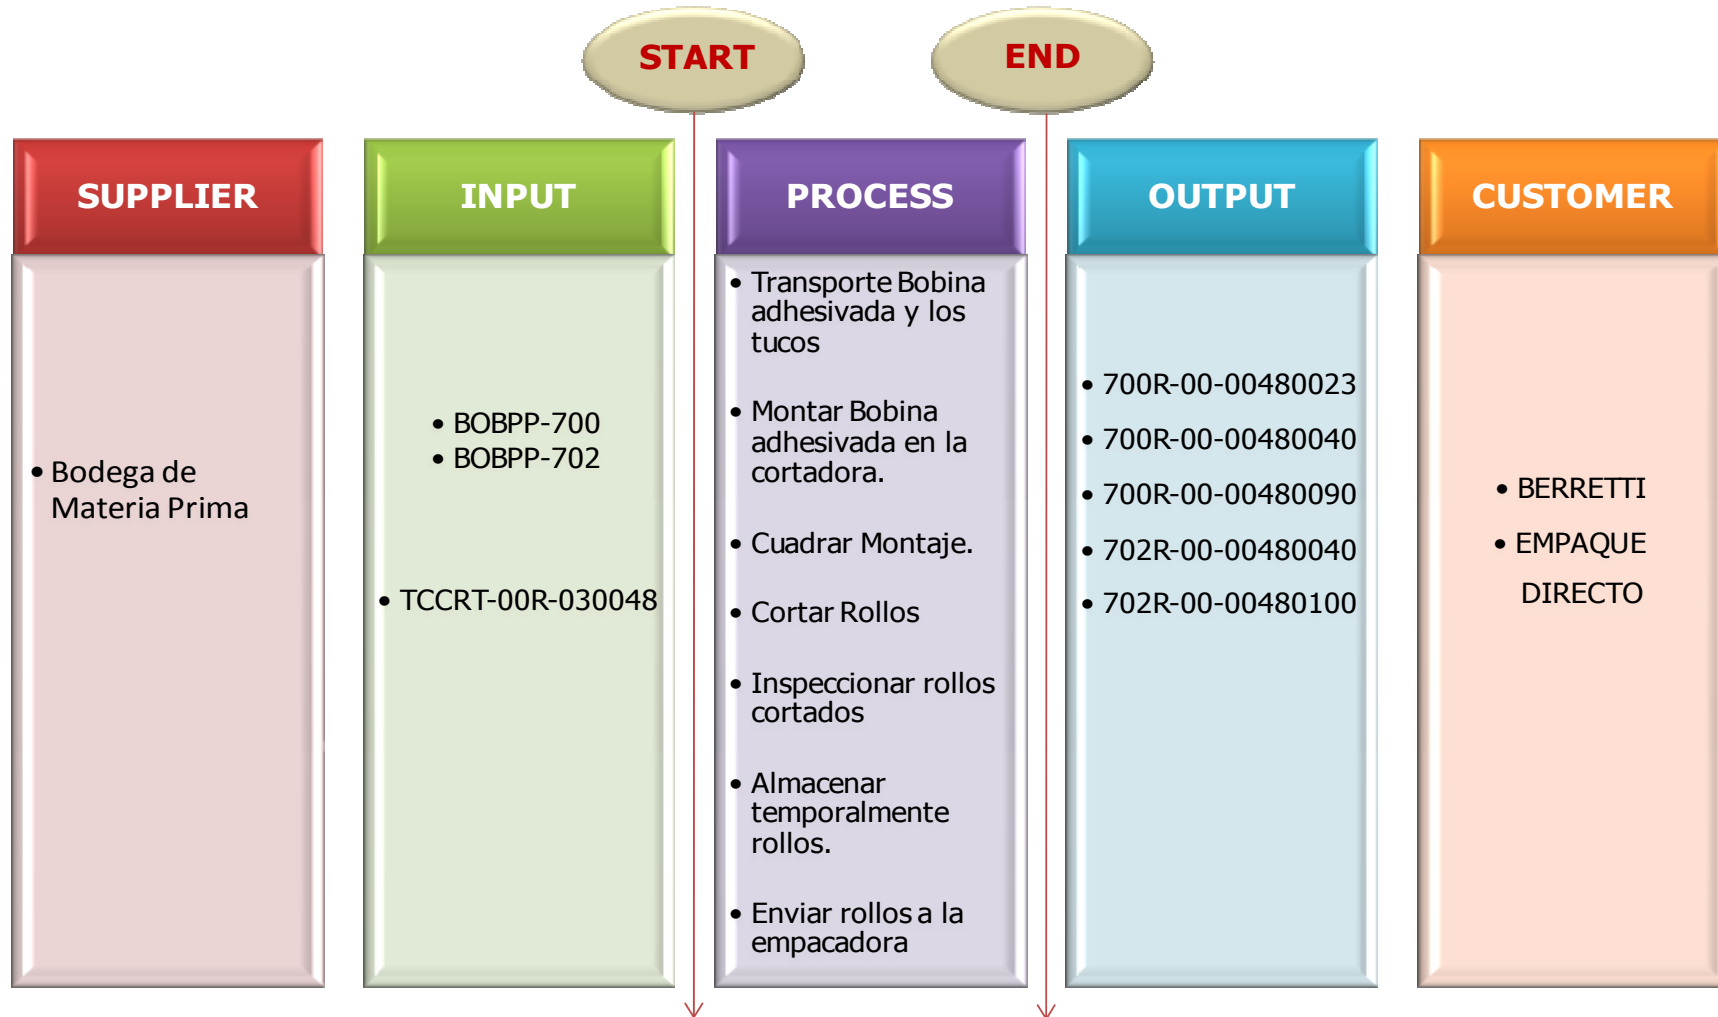 START
END
SUPPLIER
INPUT
PROCESS
OUTPUT
CUSTOMER
• Bodega de
Materia Prima
• BOBPP-700
• BOBPP-702
• TCCRT-00R-030048
• Transporte Bobina
adhesivada y los
tucos
• Montar Bobina
adhesivada en la
cortadora.
• Cuadrar Montaje.
• Cortar Rollos
• Inspeccionar rollos
cortados
• Almacenar
temporalmente
rollos.
• Enviar rollos a la
empacadora
• 700R-00-00480023
• 700R-00-00480040
• 700R-00-00480090
• 702R-00-00480040
• 702R-00-00480100
• BERRETTI
• EMPAQUE
DIRECTO